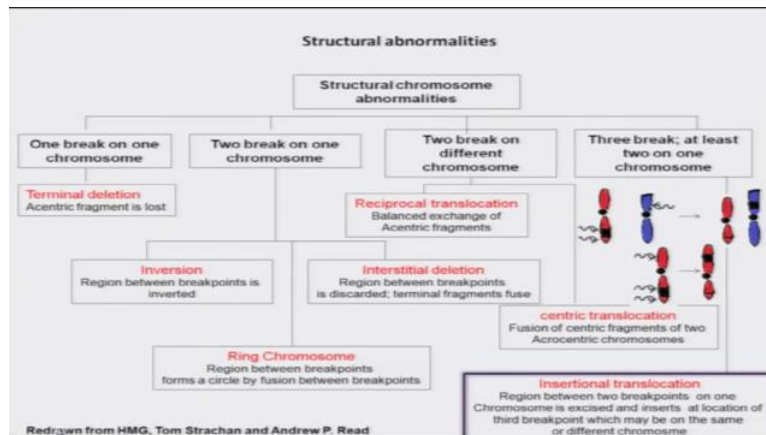 Structural abnormalities
Structural chromosome
abnormalities
One break on one
chromosome
Two break on one
chromosome
Two break on
different
chromosome
Three break; at least
two on one
chromosome
Terminal deletion
Acentric fragment is lost
Reciprocal translocation
Balanced exchange of
Acentric fragments
Inversion
Region between breakpoints is
inverted
Interstitial deletion
Region between breakpoints
is discarded; terminal fragments fuse
centric translocation
Fusion of centric fragments of two
Acrocentric chromosomes
Ring Chromosome
Region between breakpoints
forms a circle by fusion between breakpoints
Insertional translocation
Region between two breakpoints on one
Chromosome is excised and inserts at location of
third breakpoint which may be on the same
or different chromosme
Redrawn from HMG, Tom Strachan and Andrew P. Read